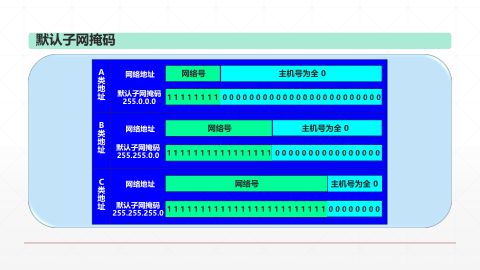 默认子网掩码
A类地址
网络地址 网络号 主机号为全 0
默认子网掩码
255.0.0.0
1 1 1 1 1 1 1 1 0 0 0 0 0 0 0 0 0 0 0 0 0 0 0 0 0 0 0 0 0 0 0 0
B类地址
网络地址 网络号 主机号为全 0
默认子网掩码
255.255.0.0
1 1 1 1 1 1 1 1 1 1 1 1 1 1 1 1 0 0 0 0 0 0 0 0 0 0 0 0 0 0 0 0
C类地址
网络地址 网络号 主机号为全 0
默认子网掩码
255.255.255.0
1 1 1 1 1 1 1 1 1 1 1 1 1 1 1 1 1 1 1 1 1 1 1 1 0 0 0 0 0 0 0 0